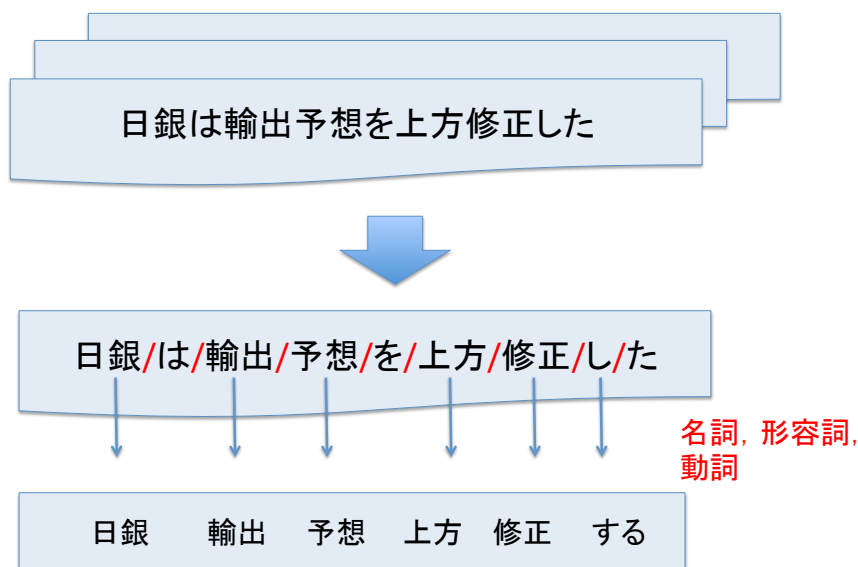 日銀は輸出予想を上方修正した
日銀/は/輸出/予想/を/上方/修正/し/た
名詞，形容詞，
動詞
日銀 輸出 予想 上方 修正 する